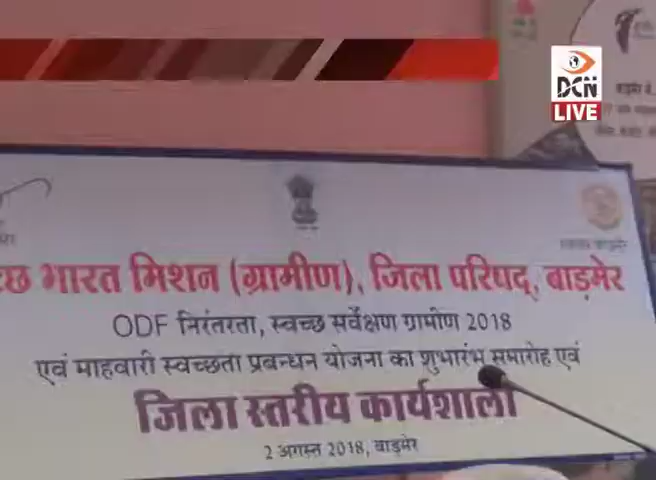 DCN
LIVE
च्छ भारत मिशन (ग्रामीण), जिला परिषद्, बाड़मेर
ODF निरंतरता, स्वच्छ सर्वेक्षण ग्रामीण 2018
एवं माहवारी स्वच्छता प्रबन्धन योजना का शुभारंभ समारोह एवं
जिला स्तरीय कार्यशाला
2 अगस्त 2018, बाड़मेर